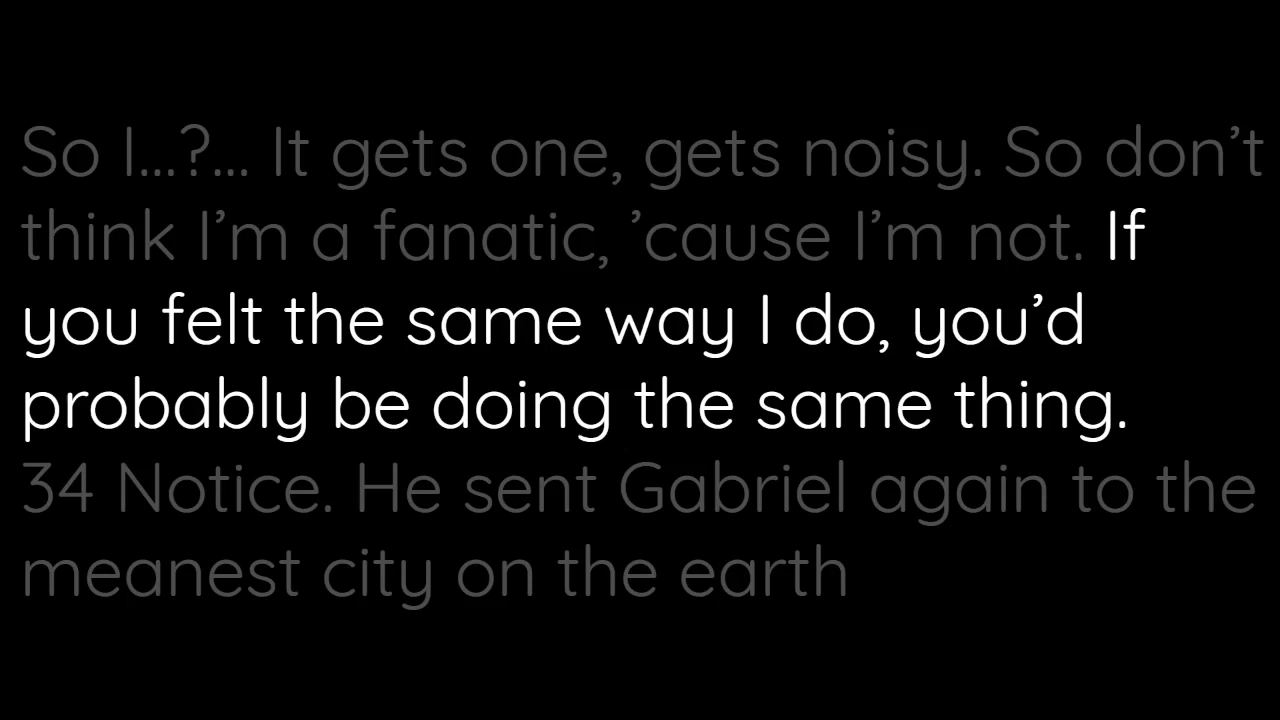 So I...?... It gets one, gets noisy. So don’t
think I’m a fanatic, ’cause I’m not. If
you felt the same way I do, you’d
probably be doing the same thing.
34 Notice. He sent Gabriel again to the
meanest city on the earth